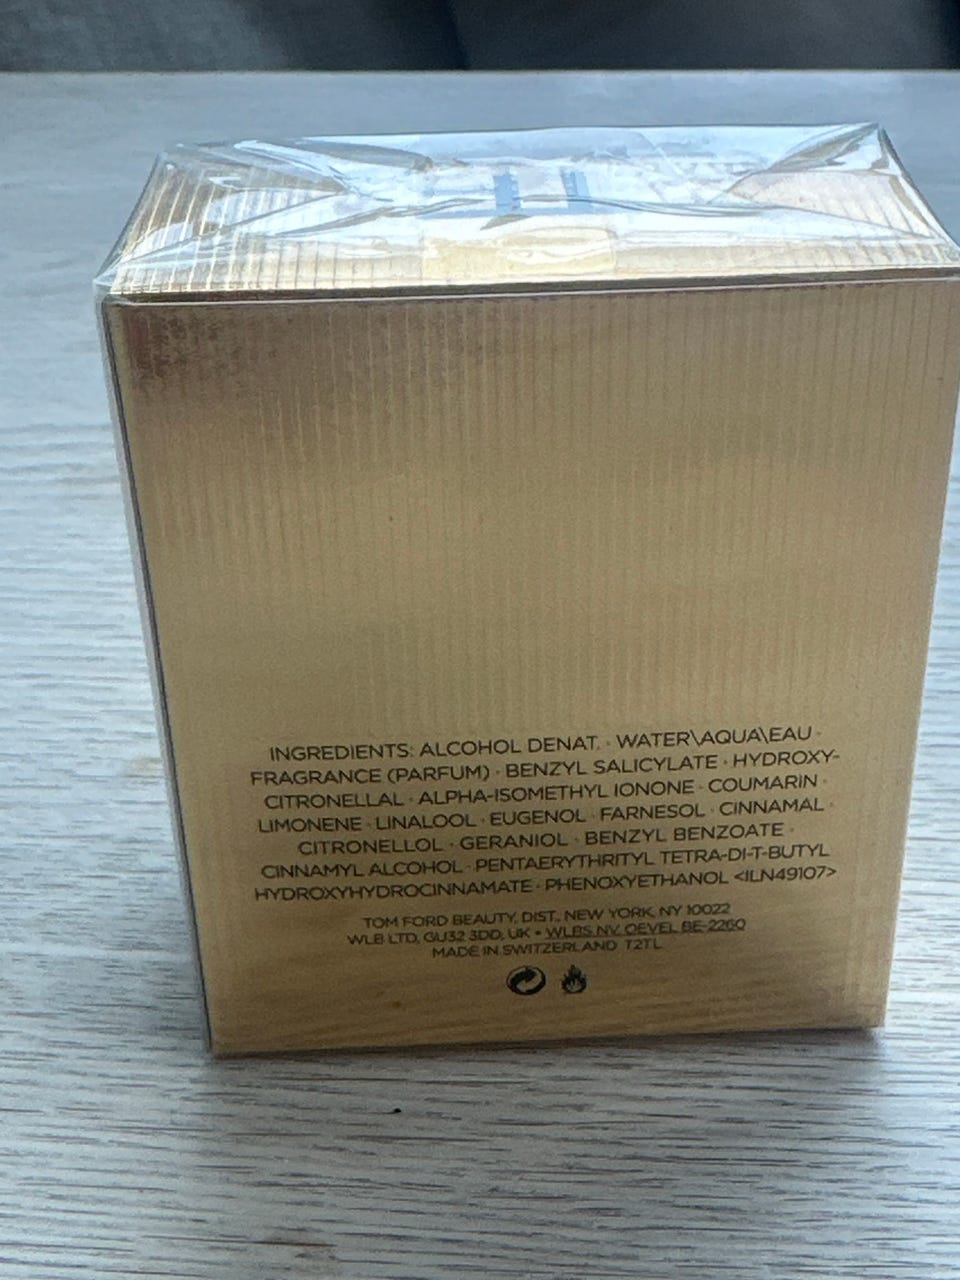 INGREDIENTS: ALCOHOL DENAT. · WATER\AQUA\EAU ·
FRAGRANCE (PARFUM) · BENZYL SALICYLATE · HYDROXY-
CITRONELLAL · ALPHA-ISOMETHYL IONONE · COUMARIN ·
LIMONENE · LINALOOL · EUGENOL · FARNESOL · CINNAMAL ·
CITRONELLOL · GERANIOL · BENZYL BENZOATE ·
CINNAMYL ALCOHOL · PENTAERYTHRITYL TETRA-DI-T-BUTYL
HYDROXYHYDROCINNAMATE · PHENOXYETHANOL <ILN49107>
TOM FORD BEAUTY, DIST., NEW YORK, NY 10022
WLB LTD, GU32 3DD, UK • WLBS NV OEVEL BE-2260
MADE IN SWITZERLAND T2TL